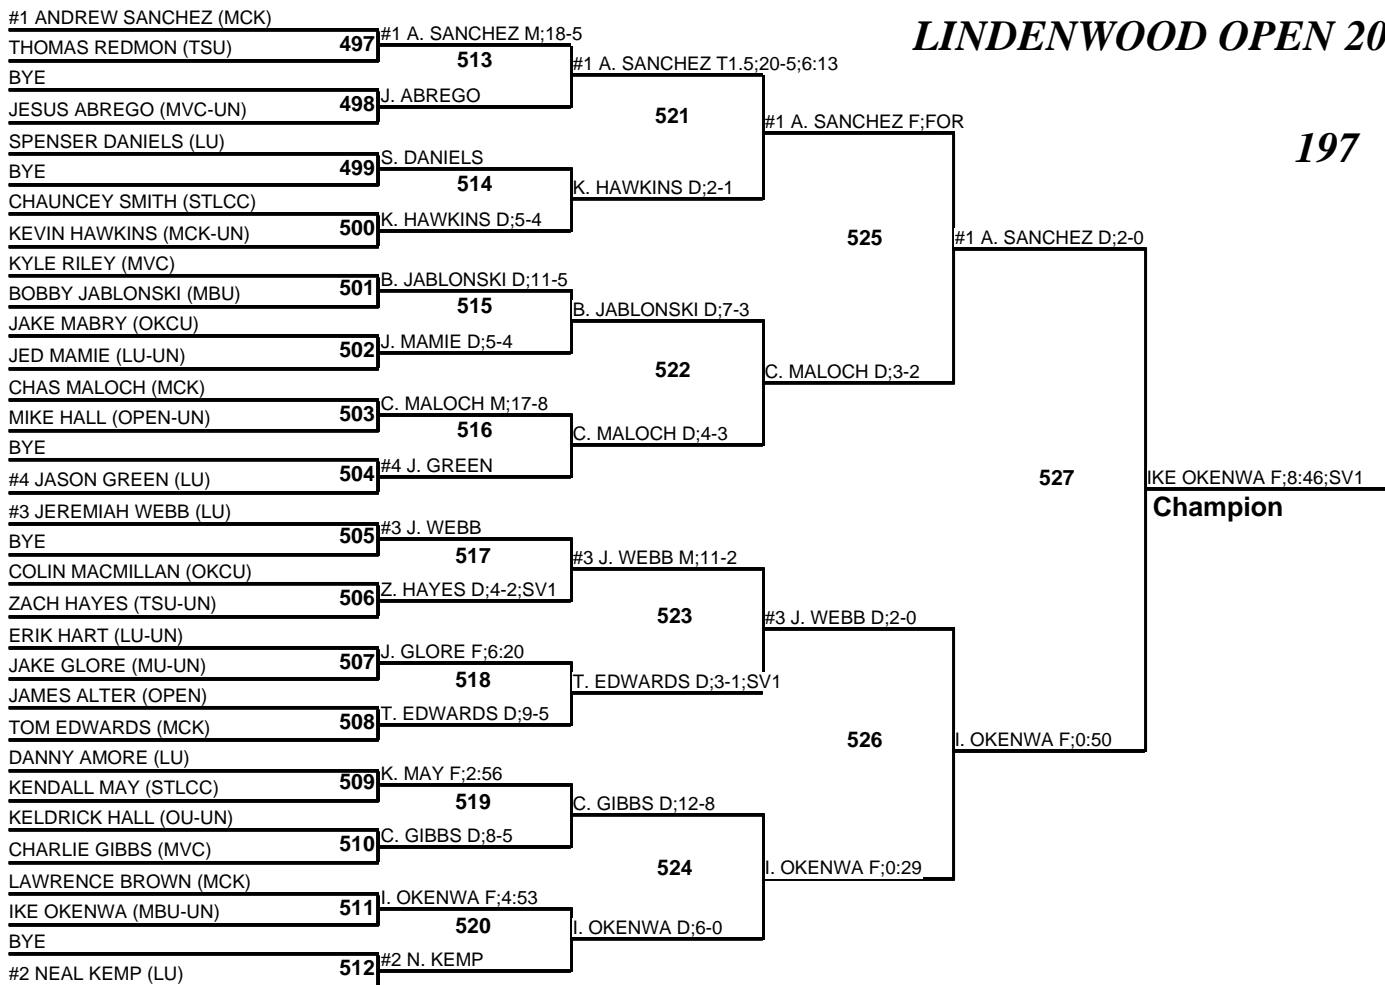 LINDENWOOD OPEN 20
197
#1 ANDREW SANCHEZ (MCK)
THOMAS REDMON (TSU)
BYE
JESUS ABREGO (MVC-UN)
SPENSER DANIELS (LU)
BYE
CHAUNCEY SMITH (STLCC)
KEVIN HAWKINS (MCK-UN)
KYLE RILEY (MVC)
BOBBY JABLONSKI (MBU)
JAKE MABRY (OKCU)
JED MAMIE (LU-UN)
CHAS MALOCH (MCK)
MIKE HALL (OPEN-UN)
BYE
#4 JASON GREEN (LU)
#3 JEREMIAH WEBB (LU)
BYE
COLIN MACMILLAN (OKCU)
ZACH HAYES (TSU-UN)
ERIK HART (LU-UN)
JAKE GLORE (MU-UN)
JAMES ALTER (OPEN)
TOM EDWARDS (MCK)
DANNY AMORE (LU)
KENDALL MAY (STLCC)
KELDRICK HALL (OU-UN)
CHARLIE GIBBS (MVC)
LAWRENCE BROWN (MCK)
IKE OKENWA (MBU-UN)
BYE
#2 NEAL KEMP (LU)
497
498
499
500
501
502
503
504
505
506
507
508
509
510
511
512
#1 A. SANCHEZ M;18-5
513
J. ABREGO
S. DANIELS
514
K. HAWKINS D;5-4
B. JABLONSKI D;11-5
515
J. MAMIE D;5-4
C. MALOCH M;17-8
516
#4 J. GREEN
#3 J. WEBB
517
Z. HAYES D;4-2;SV1
J. GLORE F;6:20
518
T. EDWARDS D;9-5
K. MAY F;2:56
519
C. GIBBS D;8-5
I. OKENWA F;4:53
520
#2 N. KEMP
#1 A. SANCHEZ T1.5;20-5;6:13
521
K. HAWKINS D;2-1
B. JABLONSKI D;7-3
522
C. MALOCH D;4-3
#3 J. WEBB M;11-2
523
T. EDWARDS D;3-1;SV1
C. GIBBS D;12-8
524
I. OKENWA D;6-0
#1 A. SANCHEZ F;FOR
525
C. MALOCH D;3-2
#3 J. WEBB D;2-0
526
I. OKENWA F;0:29
#1 A. SANCHEZ D;2-0
527
I. OKENWA F;0:50
IKE OKENWA F;8:46;SV1
Champion